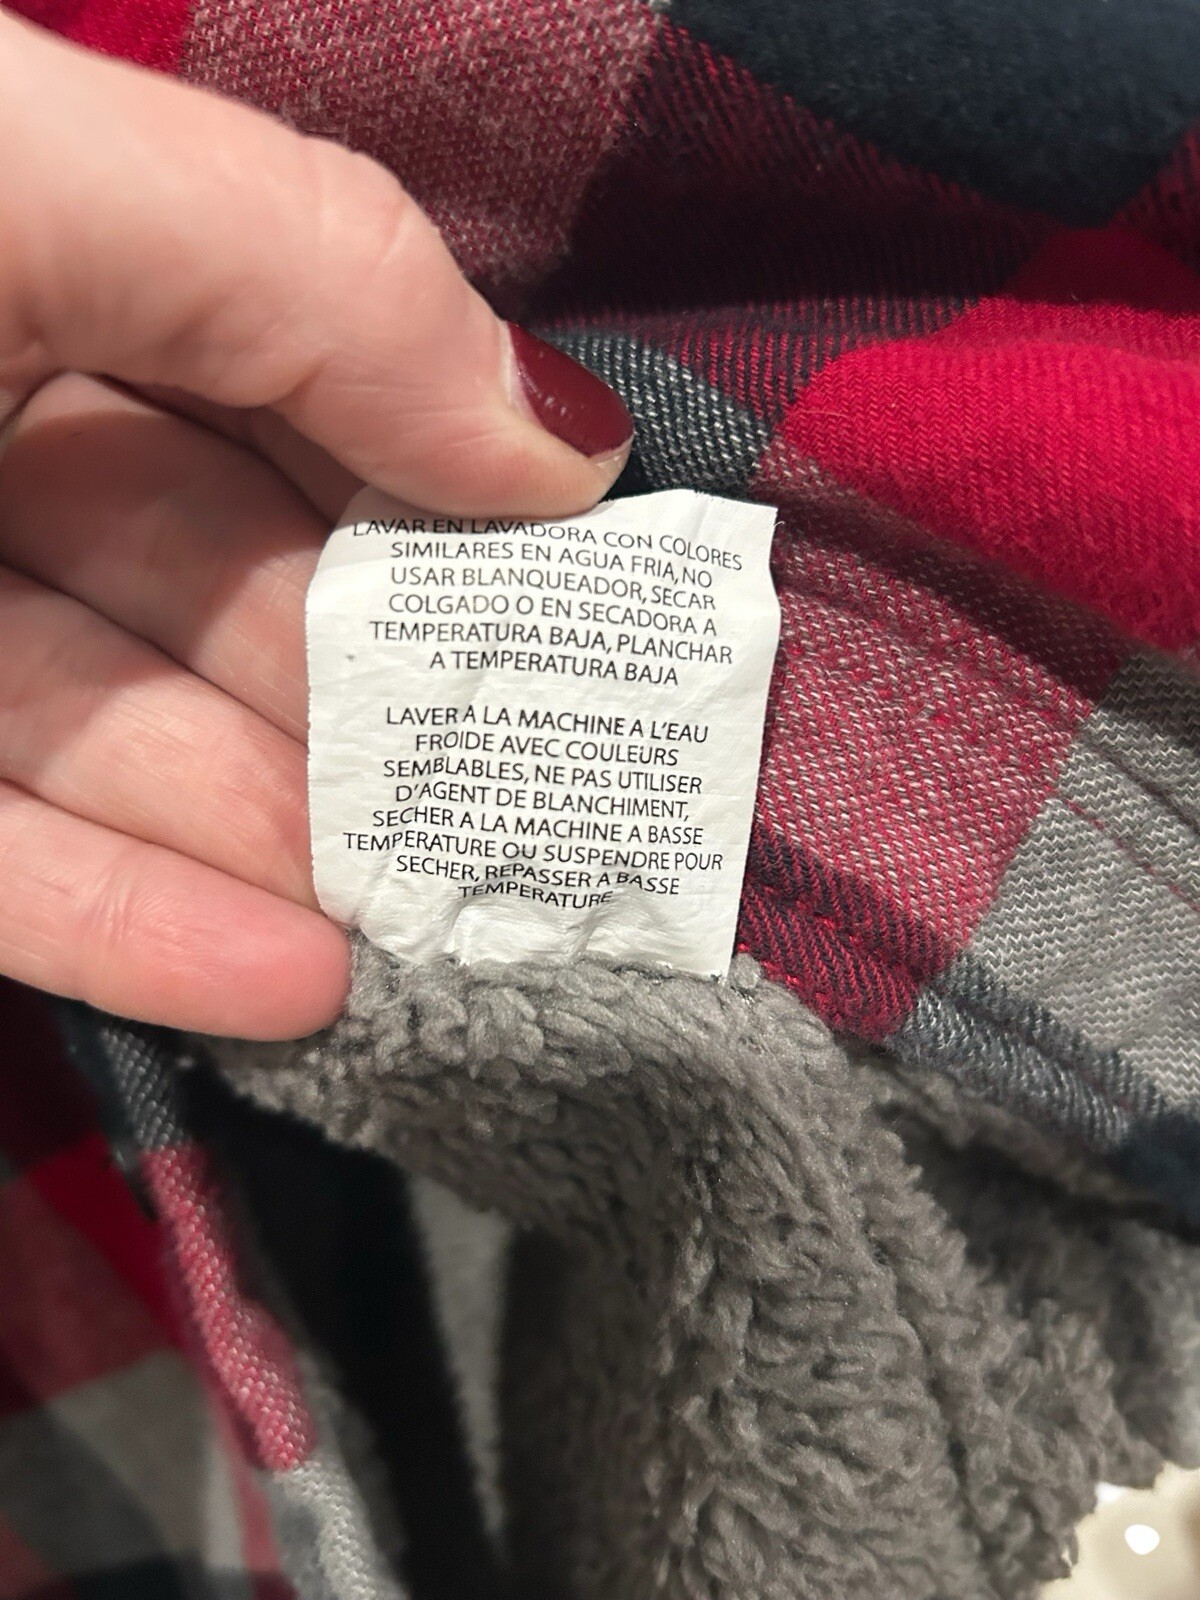 LAVAR EN LAVADORA CON COLORES
SIMILARES EN AGUA FRIA, NO
USAR BLANQUEADOR, SECAR
COLGADO O EN SECADORA A
TEMPERATURA BAJA, PLANCHAR
A TEMPERATURA BAJA
LAVER A LA MACHINE A L'EAU
FROIDE AVEC COULEURS
SEMBLABLES, NE PAS UTILISER
D'AGENT DE BLANCHIMENT,
SECHER A LA MACHINE A BASSE
TEMPERATURE OU SUSPENDRE POUR
SECHER, REPASSER A BASSE
TEMPERATURE